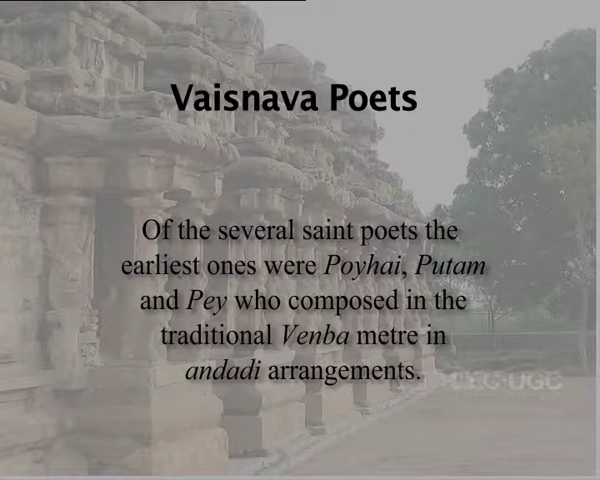 Vaisnava Poets
Of the several saint poets the
earliest ones were Poyhai, Putam
and Pey who composed in the
traditional Venba metre in
andadi arrangements.
CEC-UGC